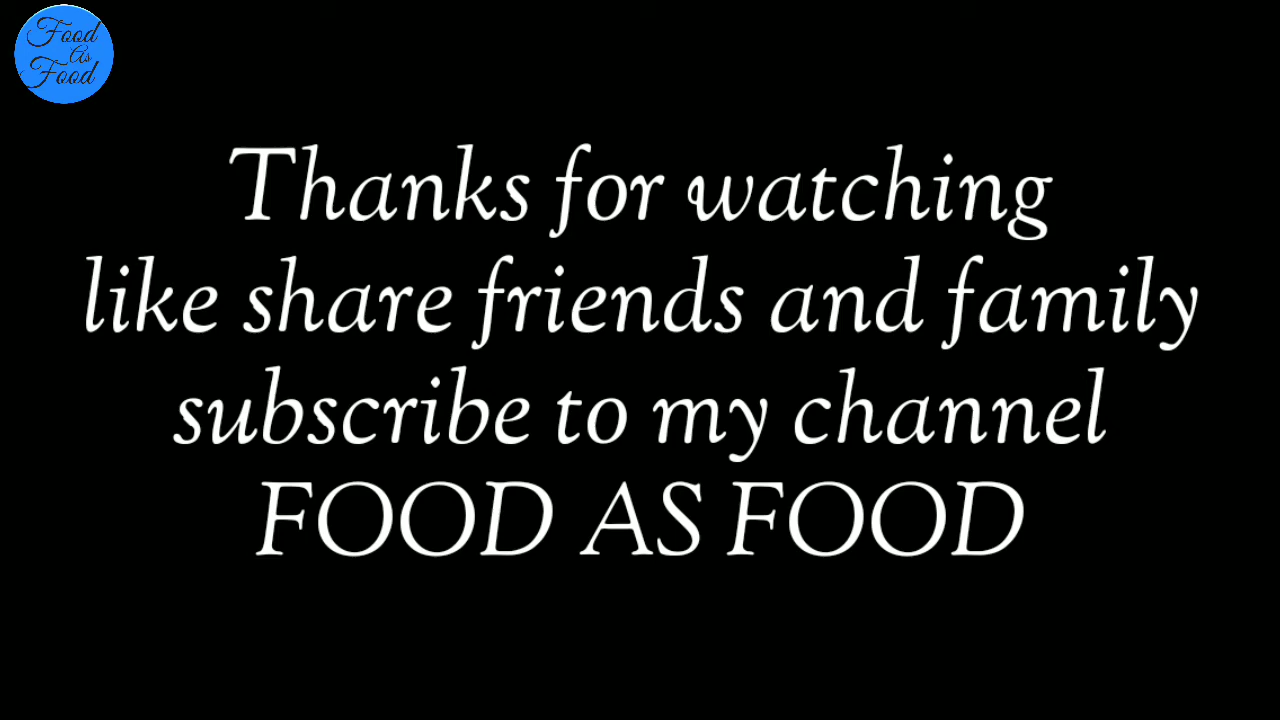 Food
As
Food
Thanks for watching
like share friends and family
subscribe to my channel
FOOD AS FOOD